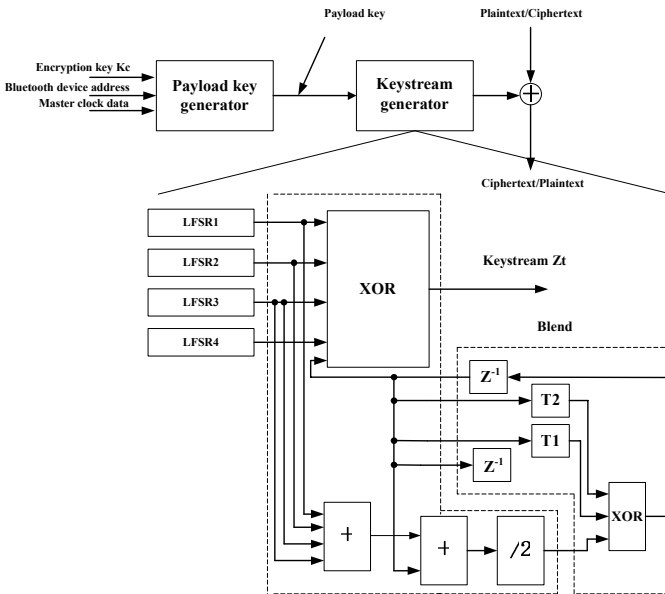 Payload key
Plaintext/Ciphertext
Encryption key Kc
Bluetooth device address
Master clock data
Payload key
generator
Keystream
generator
+
Ciphertext/Plaintext
LFSR1
LFSR2
LFSR3
LFSR4
XOR
Keystream Zt
Blend
Z-1
T2
T1
Z-1
XOR
+
+
/2